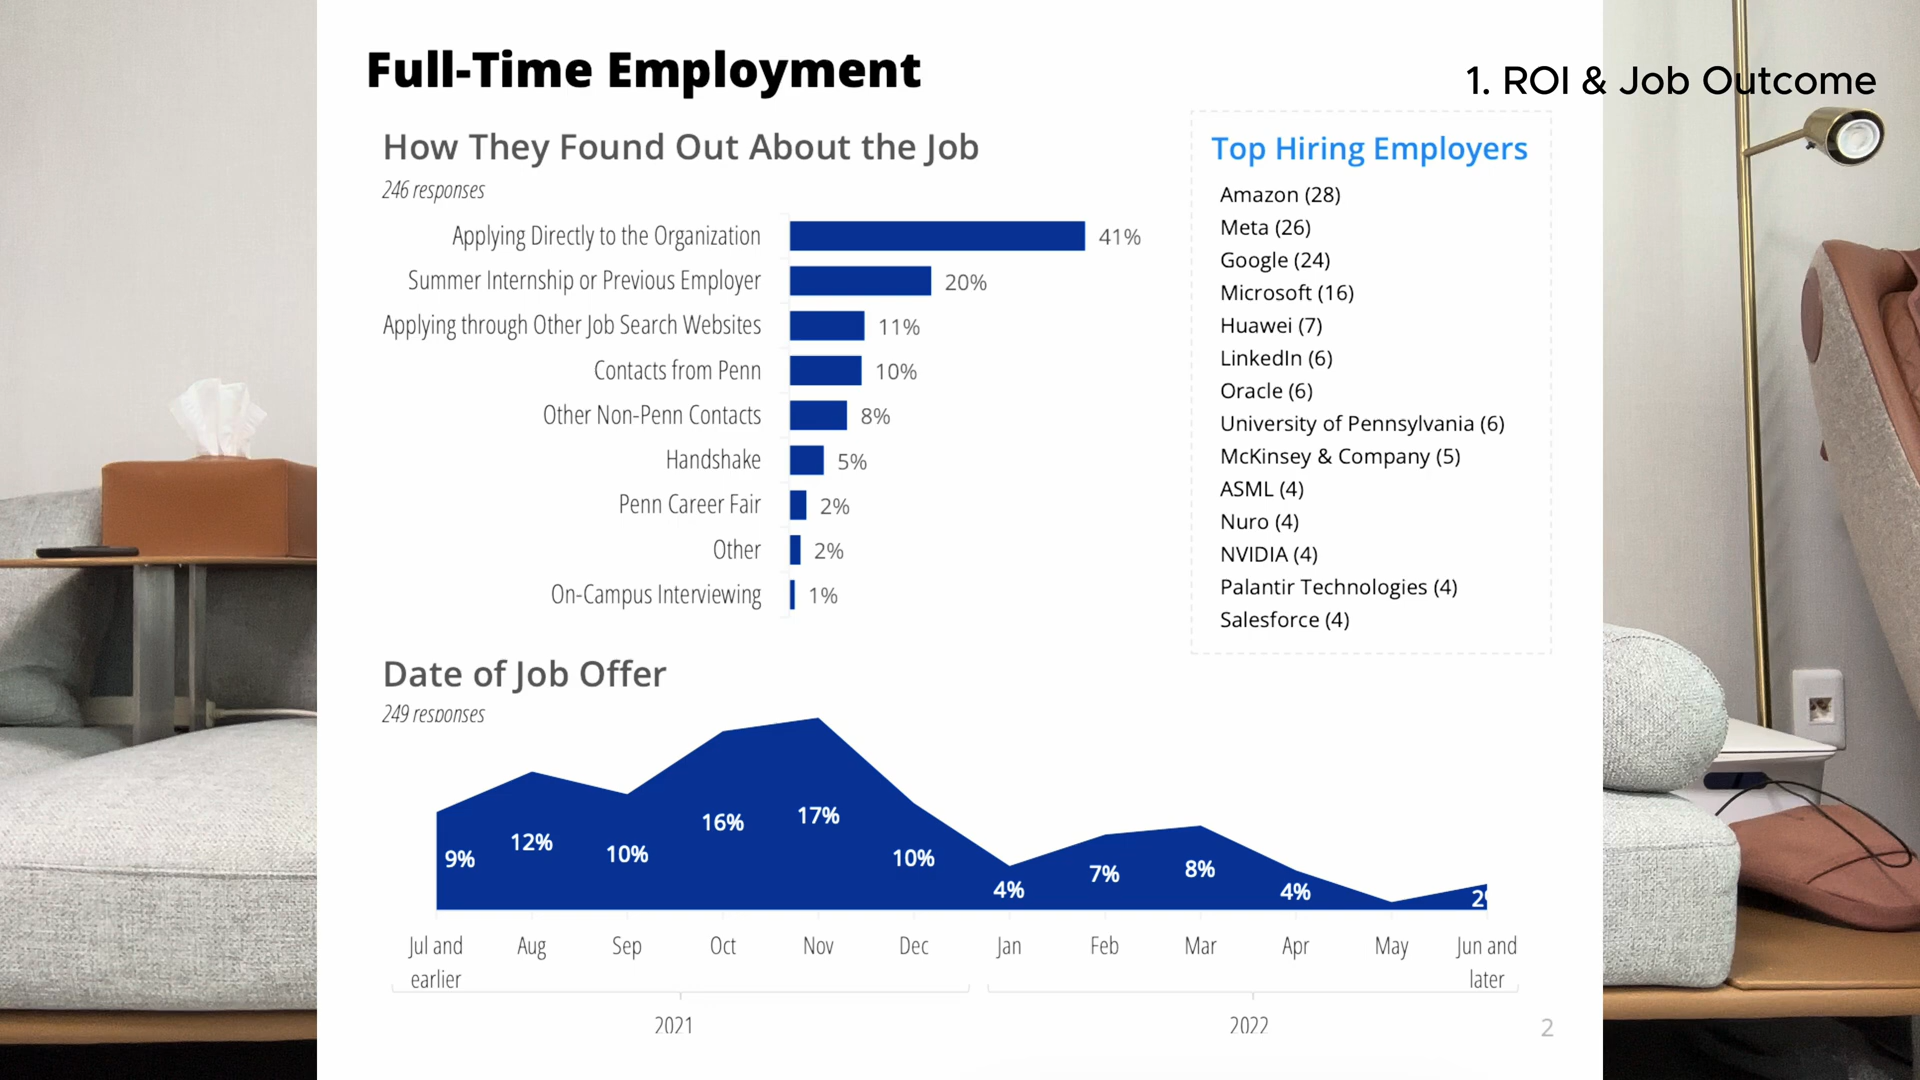 Full-Time Employment
1. ROI & Job Outcome
How They Found Out About the Job
246 responses
Applying Directly to the Organization 41%
Summer Internship or Previous Employer 20%
Applying through Other Job Search Websites 11%
Contacts from Penn 10%
Other Non-Penn Contacts 8%
Handshake 5%
Penn Career Fair 2%
Other 2%
On-Campus Interviewing 1%
Top Hiring Employers
Amazon (28)
Meta (26)
Google (24)
Microsoft (16)
Huawei (7)
LinkedIn (6)
Oracle (6)
University of Pennsylvania (6)
McKinsey & Company (5)
ASML (4)
Nuro (4)
NVIDIA (4)
Palantir Technologies (4)
Salesforce (4)
Date of Job Offer
249 responses
9% 12% 10% 16% 17% 10% 4% 7% 8% 4% 2
Jul and Aug Sep Oct Nov Dec Jan Feb Mar Apr May Jun and
earlier later
2021 2022
2